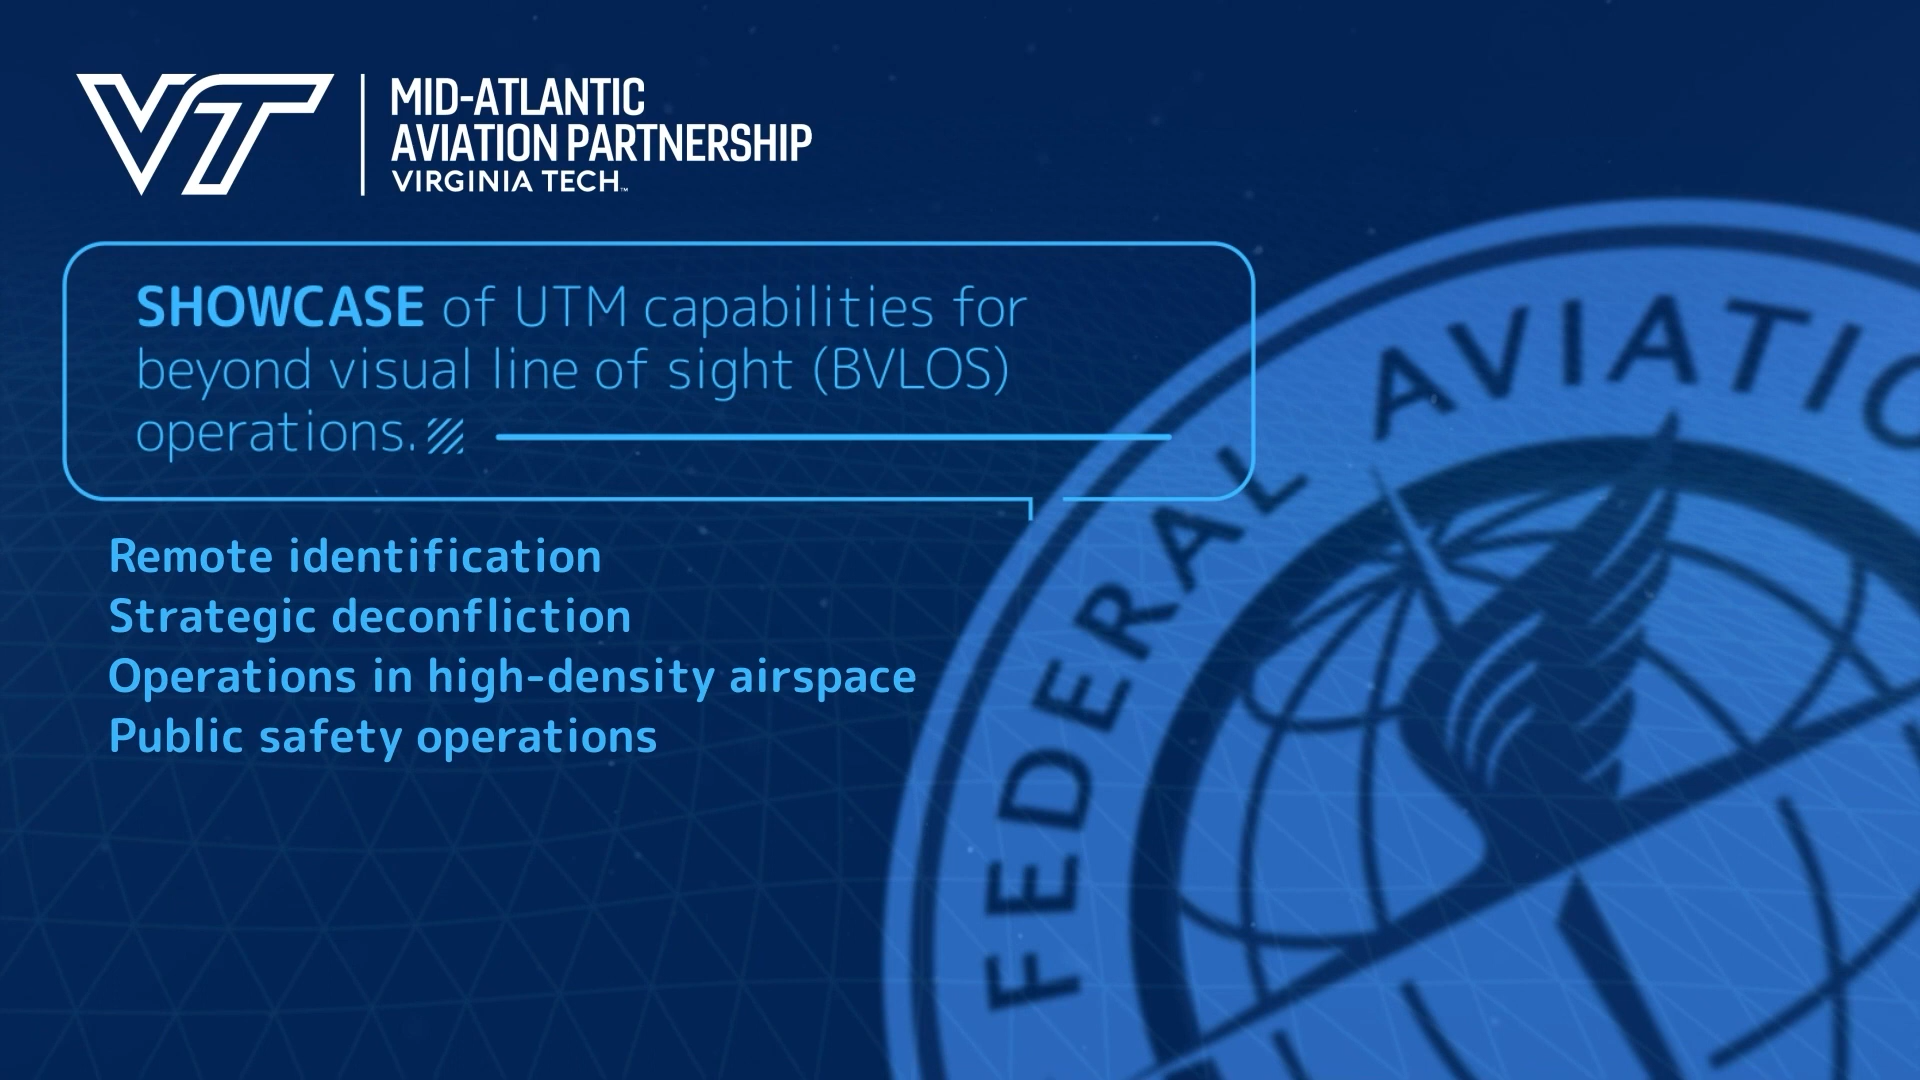 VT
MID-ATLANTIC
AVIATION PARTNERSHIP
VIRGINIA TECH™
SHOWCASE of UTM capabilities for
beyond visual line of sight (BVLOS)
operations.
Remote identification
Strategic deconfliction
Operations in high-density airspace
Public safety operations
FEDERAL AVIATIO